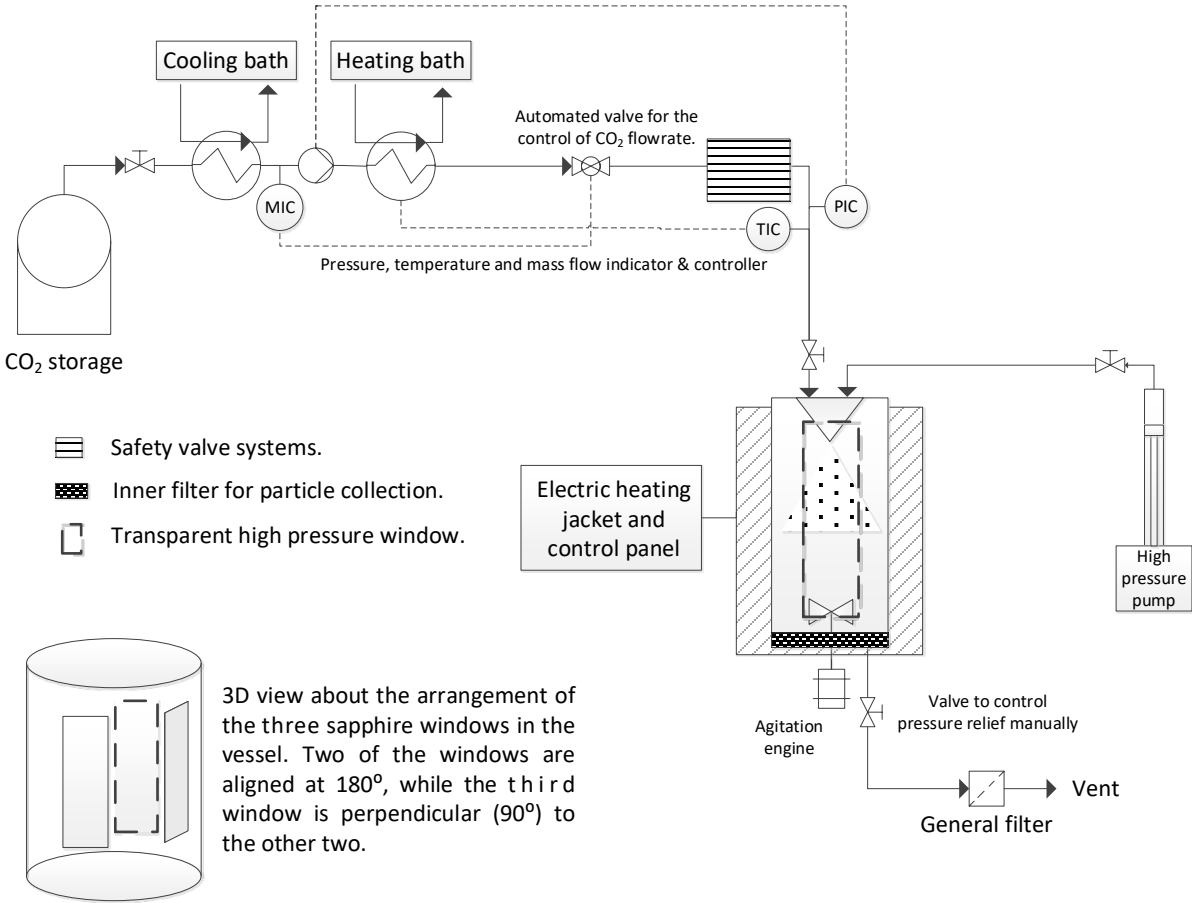 Cooling bath
Heating bath
Automated valve for the
control of CO₂ flowrate.
MIC
PIC
TIC
Pressure, temperature and mass flow indicator & controller
CO₂ storage
Safety valve systems.
Inner filter for particle collection.
Transparent high pressure window.
Electric heating
jacket and
control panel
High
pressure
pump
3D view about the arrangement of
the three sapphire windows in the
vessel. Two of the windows are
aligned at 180⁰, while the third
window is perpendicular (90⁰) to
the other two.
Agitation
engine
Valve to control
pressure relief manually
Vent
General filter